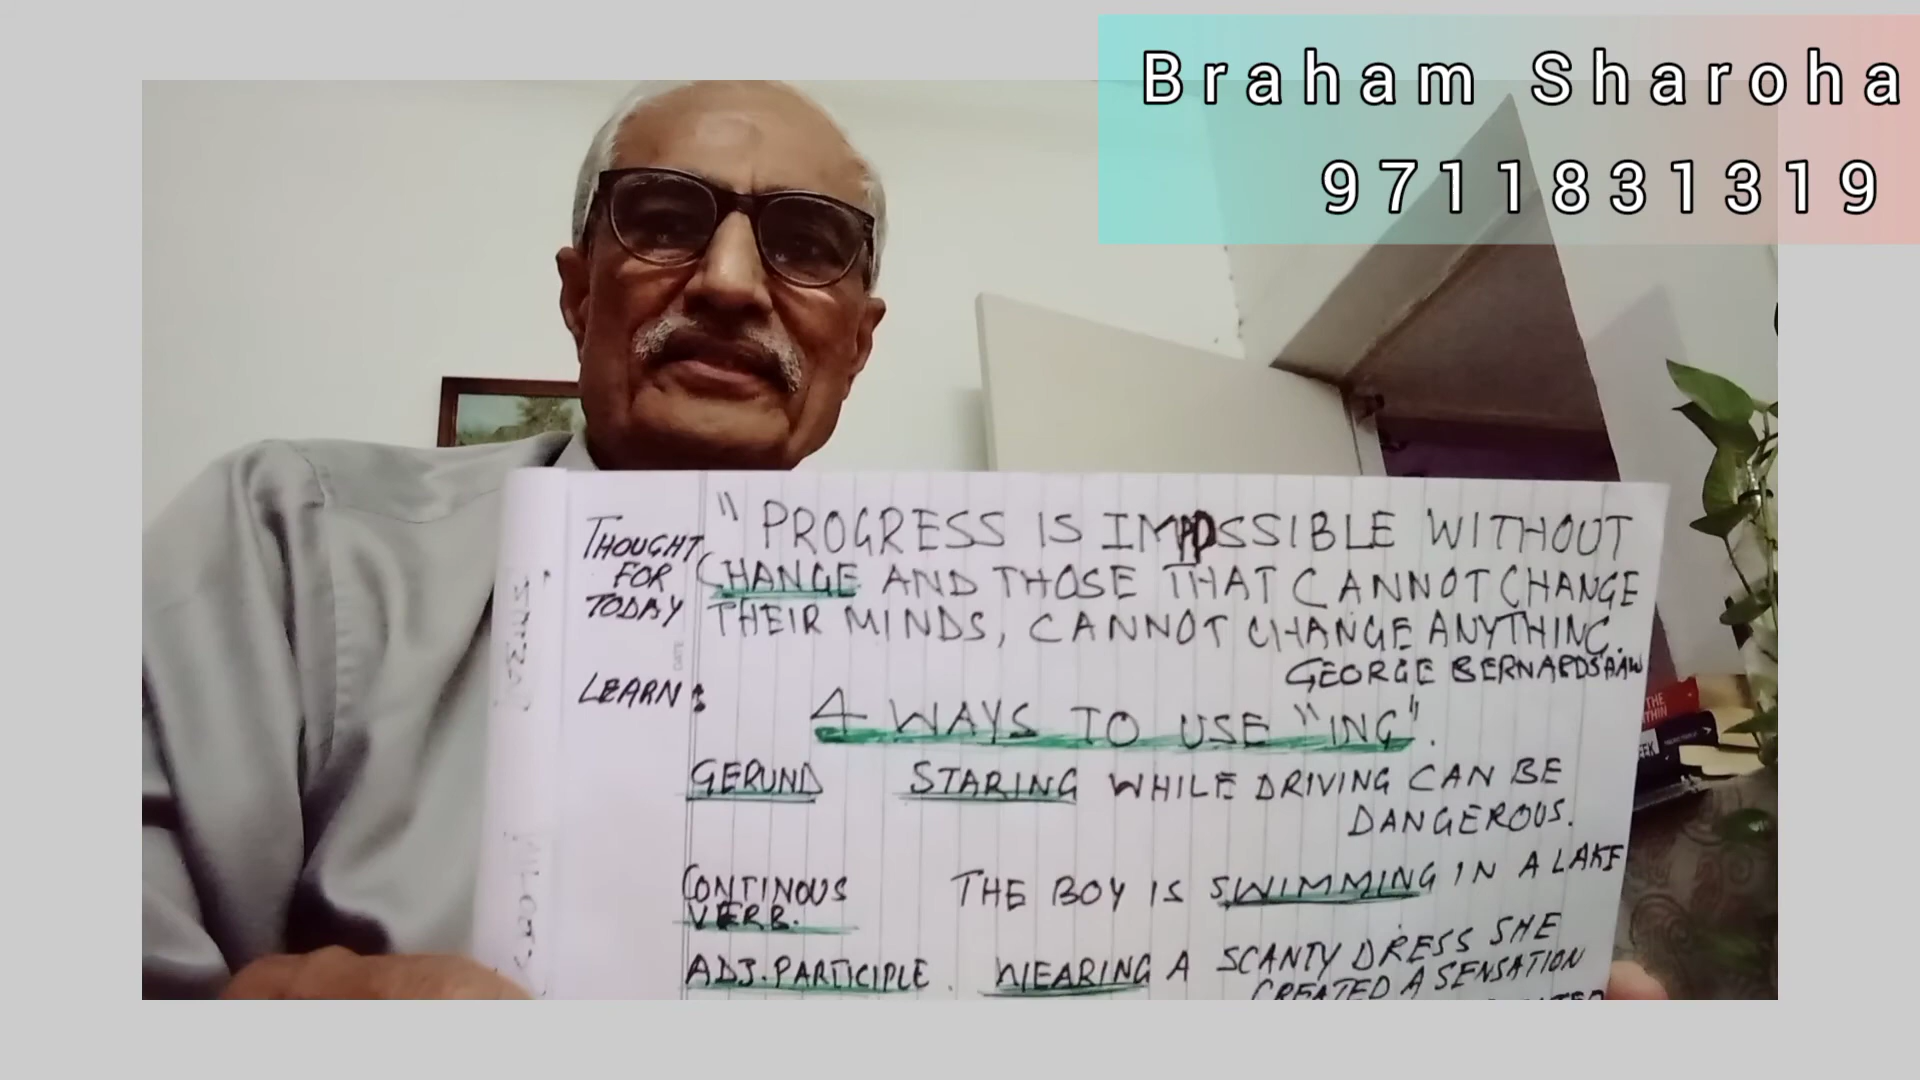 Braham Sharoha
9711831319
THOUGHT
FOR
TODAY
"PROGRESS IS IMPOSSIBLE WITHOUT
CHANGE AND THOSE THAT CANNOT CHANGE
THEIR MINDS, CANNOT CHANGE ANYTHING.
GEORGE BERNARDSHAW
LEARN:
4 WAYS TO USE "ING".
GERUND STARING WHILE DRIVING CAN BE
DANGEROUS.
CONTINOUS THE BOY IS SWIMMING IN A LAKE
VERB.
ADJ. PARTICIPLE. WEARING A SCANTY DRESS SHE
CREATED A SENSATION
DATE
THE